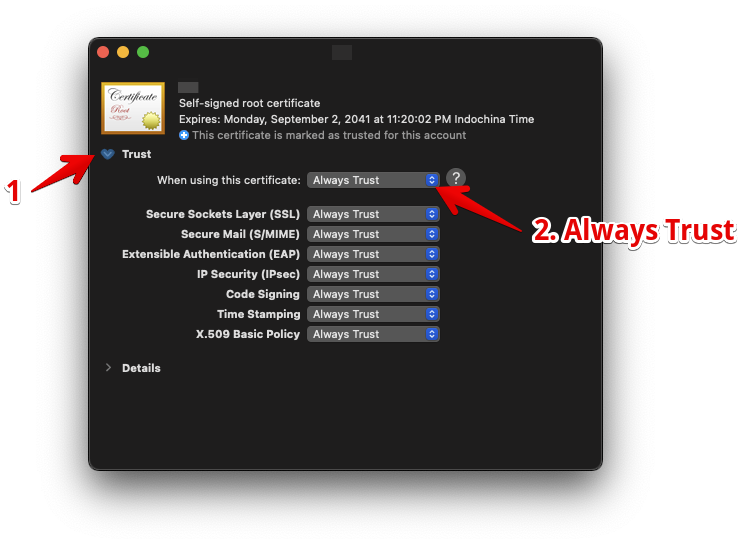 Certificate
Root
Self-signed root certificate
Expires: Monday, September 2, 2041 at 11:20:02 PM Indochina Time
This certificate is marked as trusted for this account
1
Trust
When using this certificate: Always Trust ?
2. Always Trust
Secure Sockets Layer (SSL) Always Trust
Secure Mail (S/MIME) Always Trust
Extensible Authentication (EAP) Always Trust
IP Security (IPsec) Always Trust
Code Signing Always Trust
Time Stamping Always Trust
X.509 Basic Policy Always Trust
Details